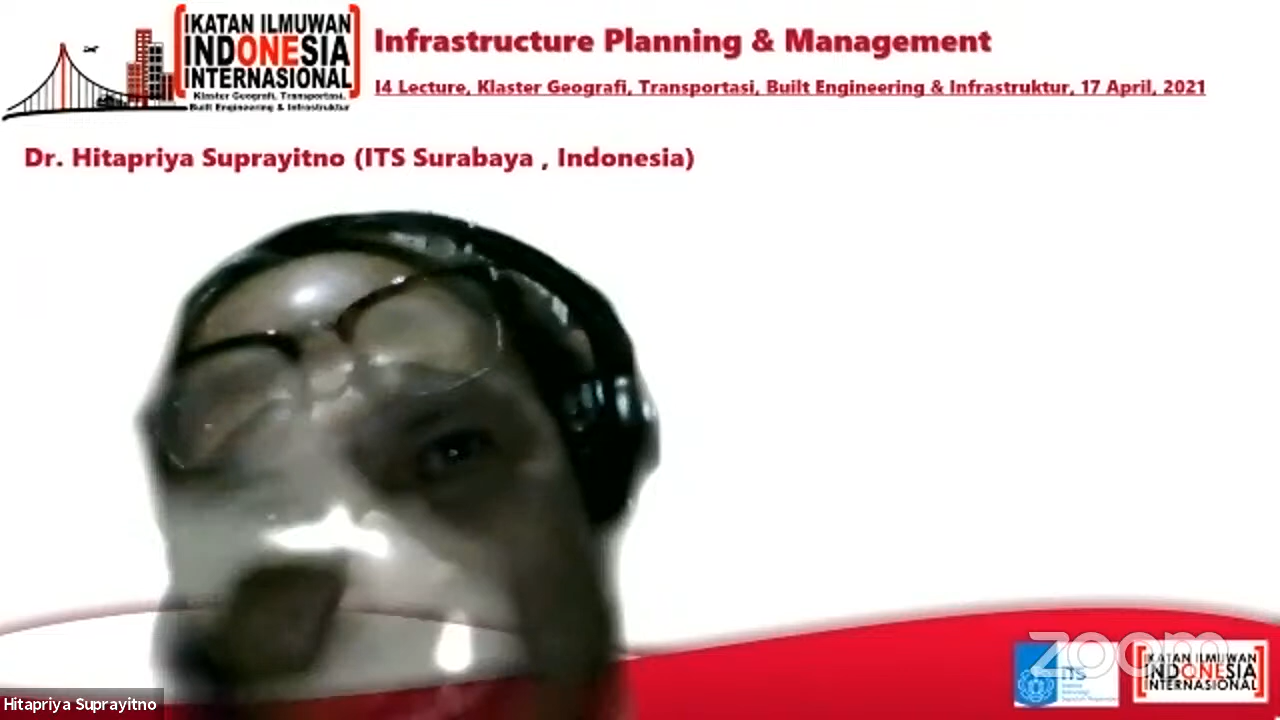 IKATAN ILMUWAN
INDONESIA
INTERNASIONAL
Klaster Geografi, Transportasi,
Built Engineering & Infrastruktur
Infrastructure Planning & Management
I4 Lecture, Klaster Geografi, Transportasi, Built Engineering & Infrastruktur, 17 April, 2021
Dr. Hitapriya Suprayitno (ITS Surabaya , Indonesia)
zoom
ITS
IKATAN ILMUWAN
INDONESIA
INTERNASIONAL
Hitapriya Suprayitno